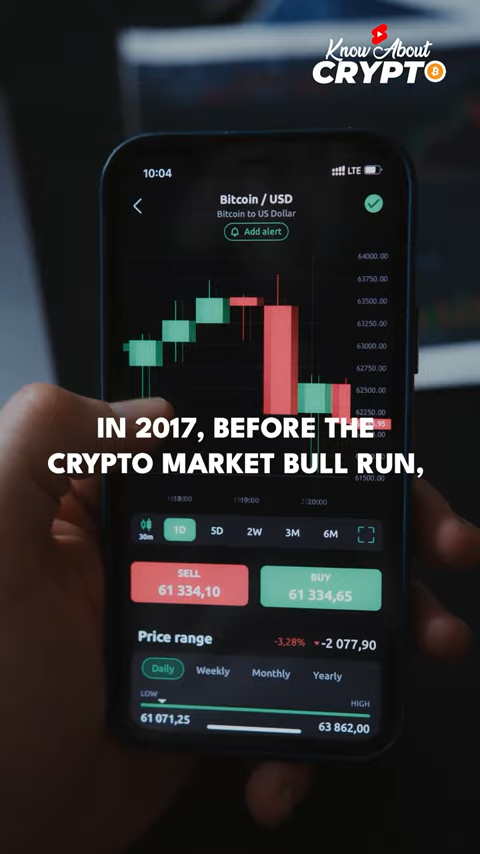 Know About
CRYPTO
10:04
LTE
Bitcoin / USD
Bitcoin to US Dollar
Add alert
64000.00
63750.00
63500.00
63250.00
63000.00
62750.00
62500.00
62250.00
61500.00
IN 2017, BEFORE THE
CRYPTO MARKET BULL RUN,
30m
1D 5D 2W 3M 6M
SELL
61 334,10
BUY
61 334,65
Price range
-3,28% -2 077,90
Daily Weekly Monthly Yearly
LOW HIGH
61 071,25 63 862,00